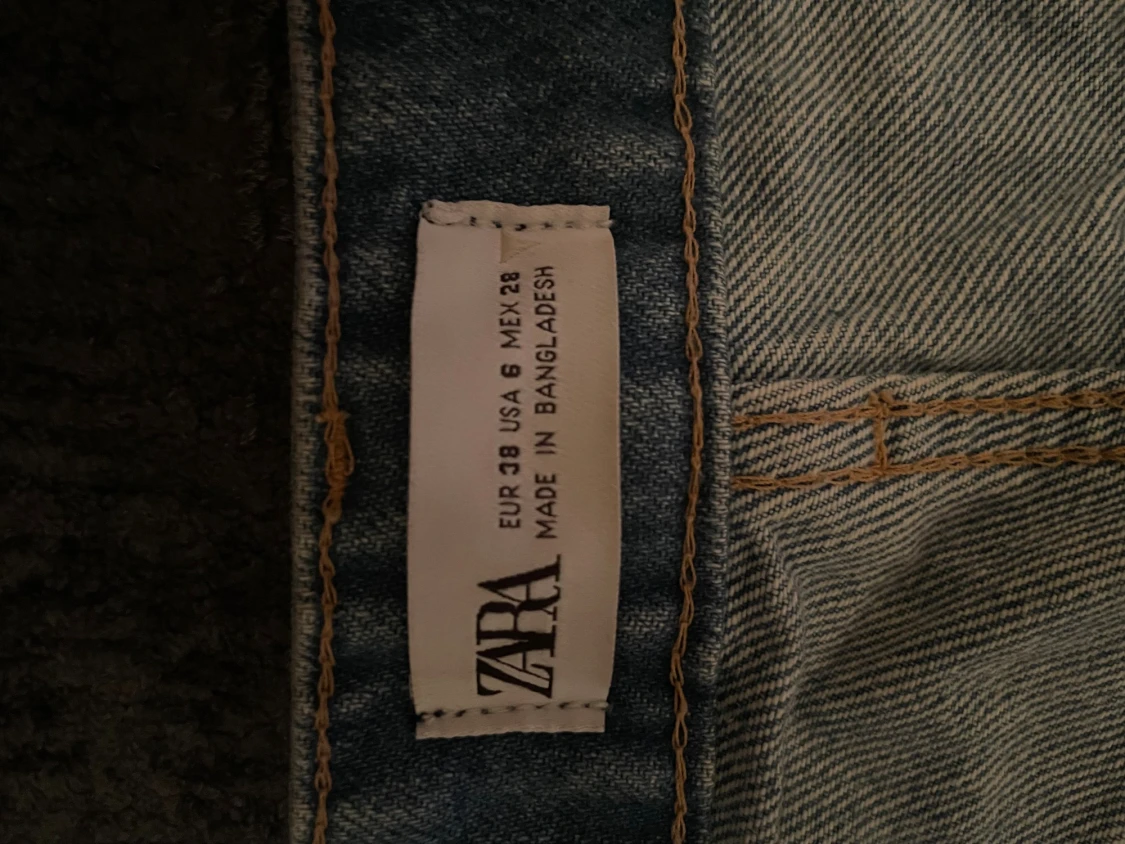 ZARA
EUR 38 USA 6 MEX 28
MADE IN BANGLADESH